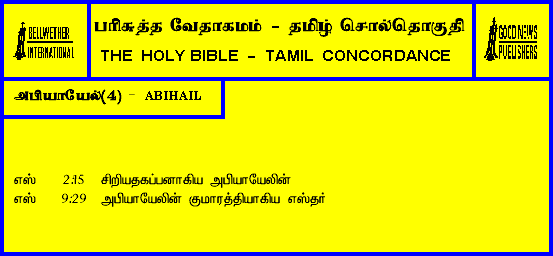 BELLWETHER
INTERNATIONAL
பரிசுத்த வேதாகமம் - தமிழ் சொல்தொகுதி
THE HOLY BIBLE - TAMIL CONCORDANCE
GOOD NEWS
PUBLISHERS
அபியாயேல்(4) - ABIHAIL
எஸ் 2:15 சிறியதகப்பனாகிய அபியாயேலின்
எஸ் 9:29 அபியாயேலின் குமாரத்தியாகிய எஸ்தர்